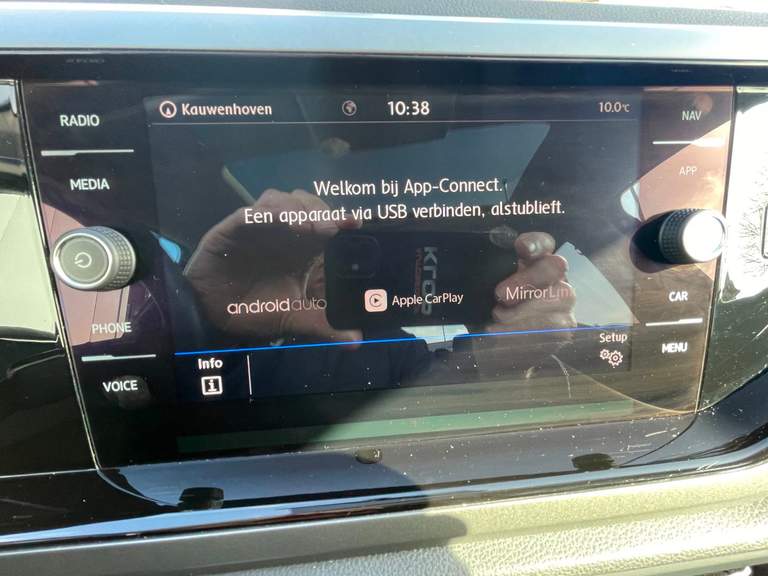 RADIO
MEDIA
PHONE
VOICE
Kauwenhoven 10:38 10.0°C
Welkom bij App-Connect.
Een apparaat via USB verbinden, alstublieft.
androidauto Apple CarPlay MirrorLink
Info Setup
NAV
APP
CAR
MENU
KTOP